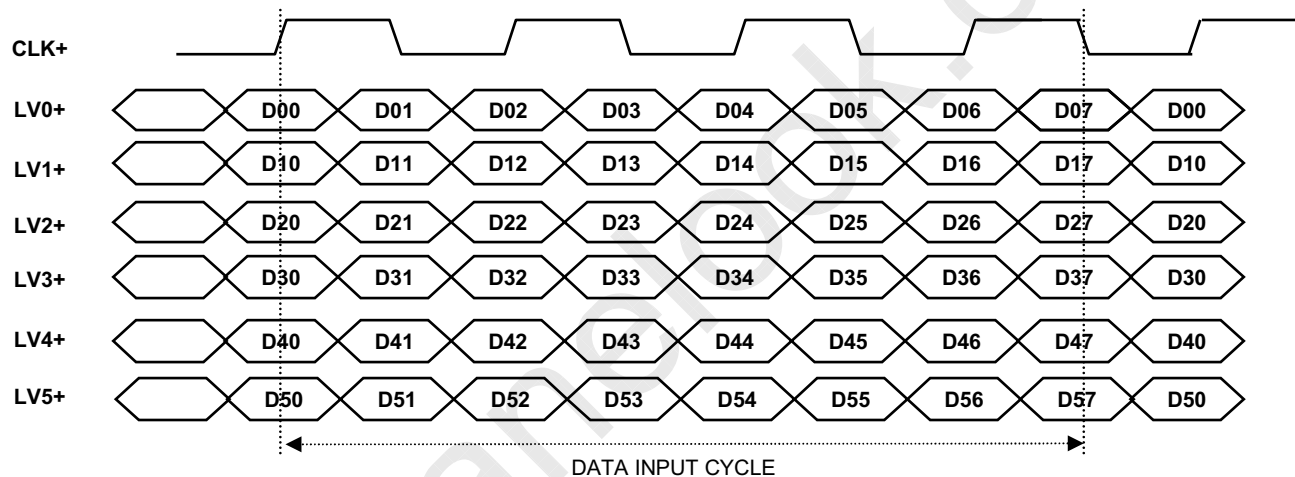 CLK+
LV0+ D00 D01 D02 D03 D04 D05 D06 D07 D00
LV1+ D10 D11 D12 D13 D14 D15 D16 D17 D10
LV2+ D20 D21 D22 D23 D24 D25 D26 D27 D20
LV3+ D30 D31 D32 D33 D34 D35 D36 D37 D30
LV4+ D40 D41 D42 D43 D44 D45 D46 D47 D40
LV5+ D50 D51 D52 D53 D54 D55 D56 D57 D50
DATA INPUT CYCLE
anelook.c